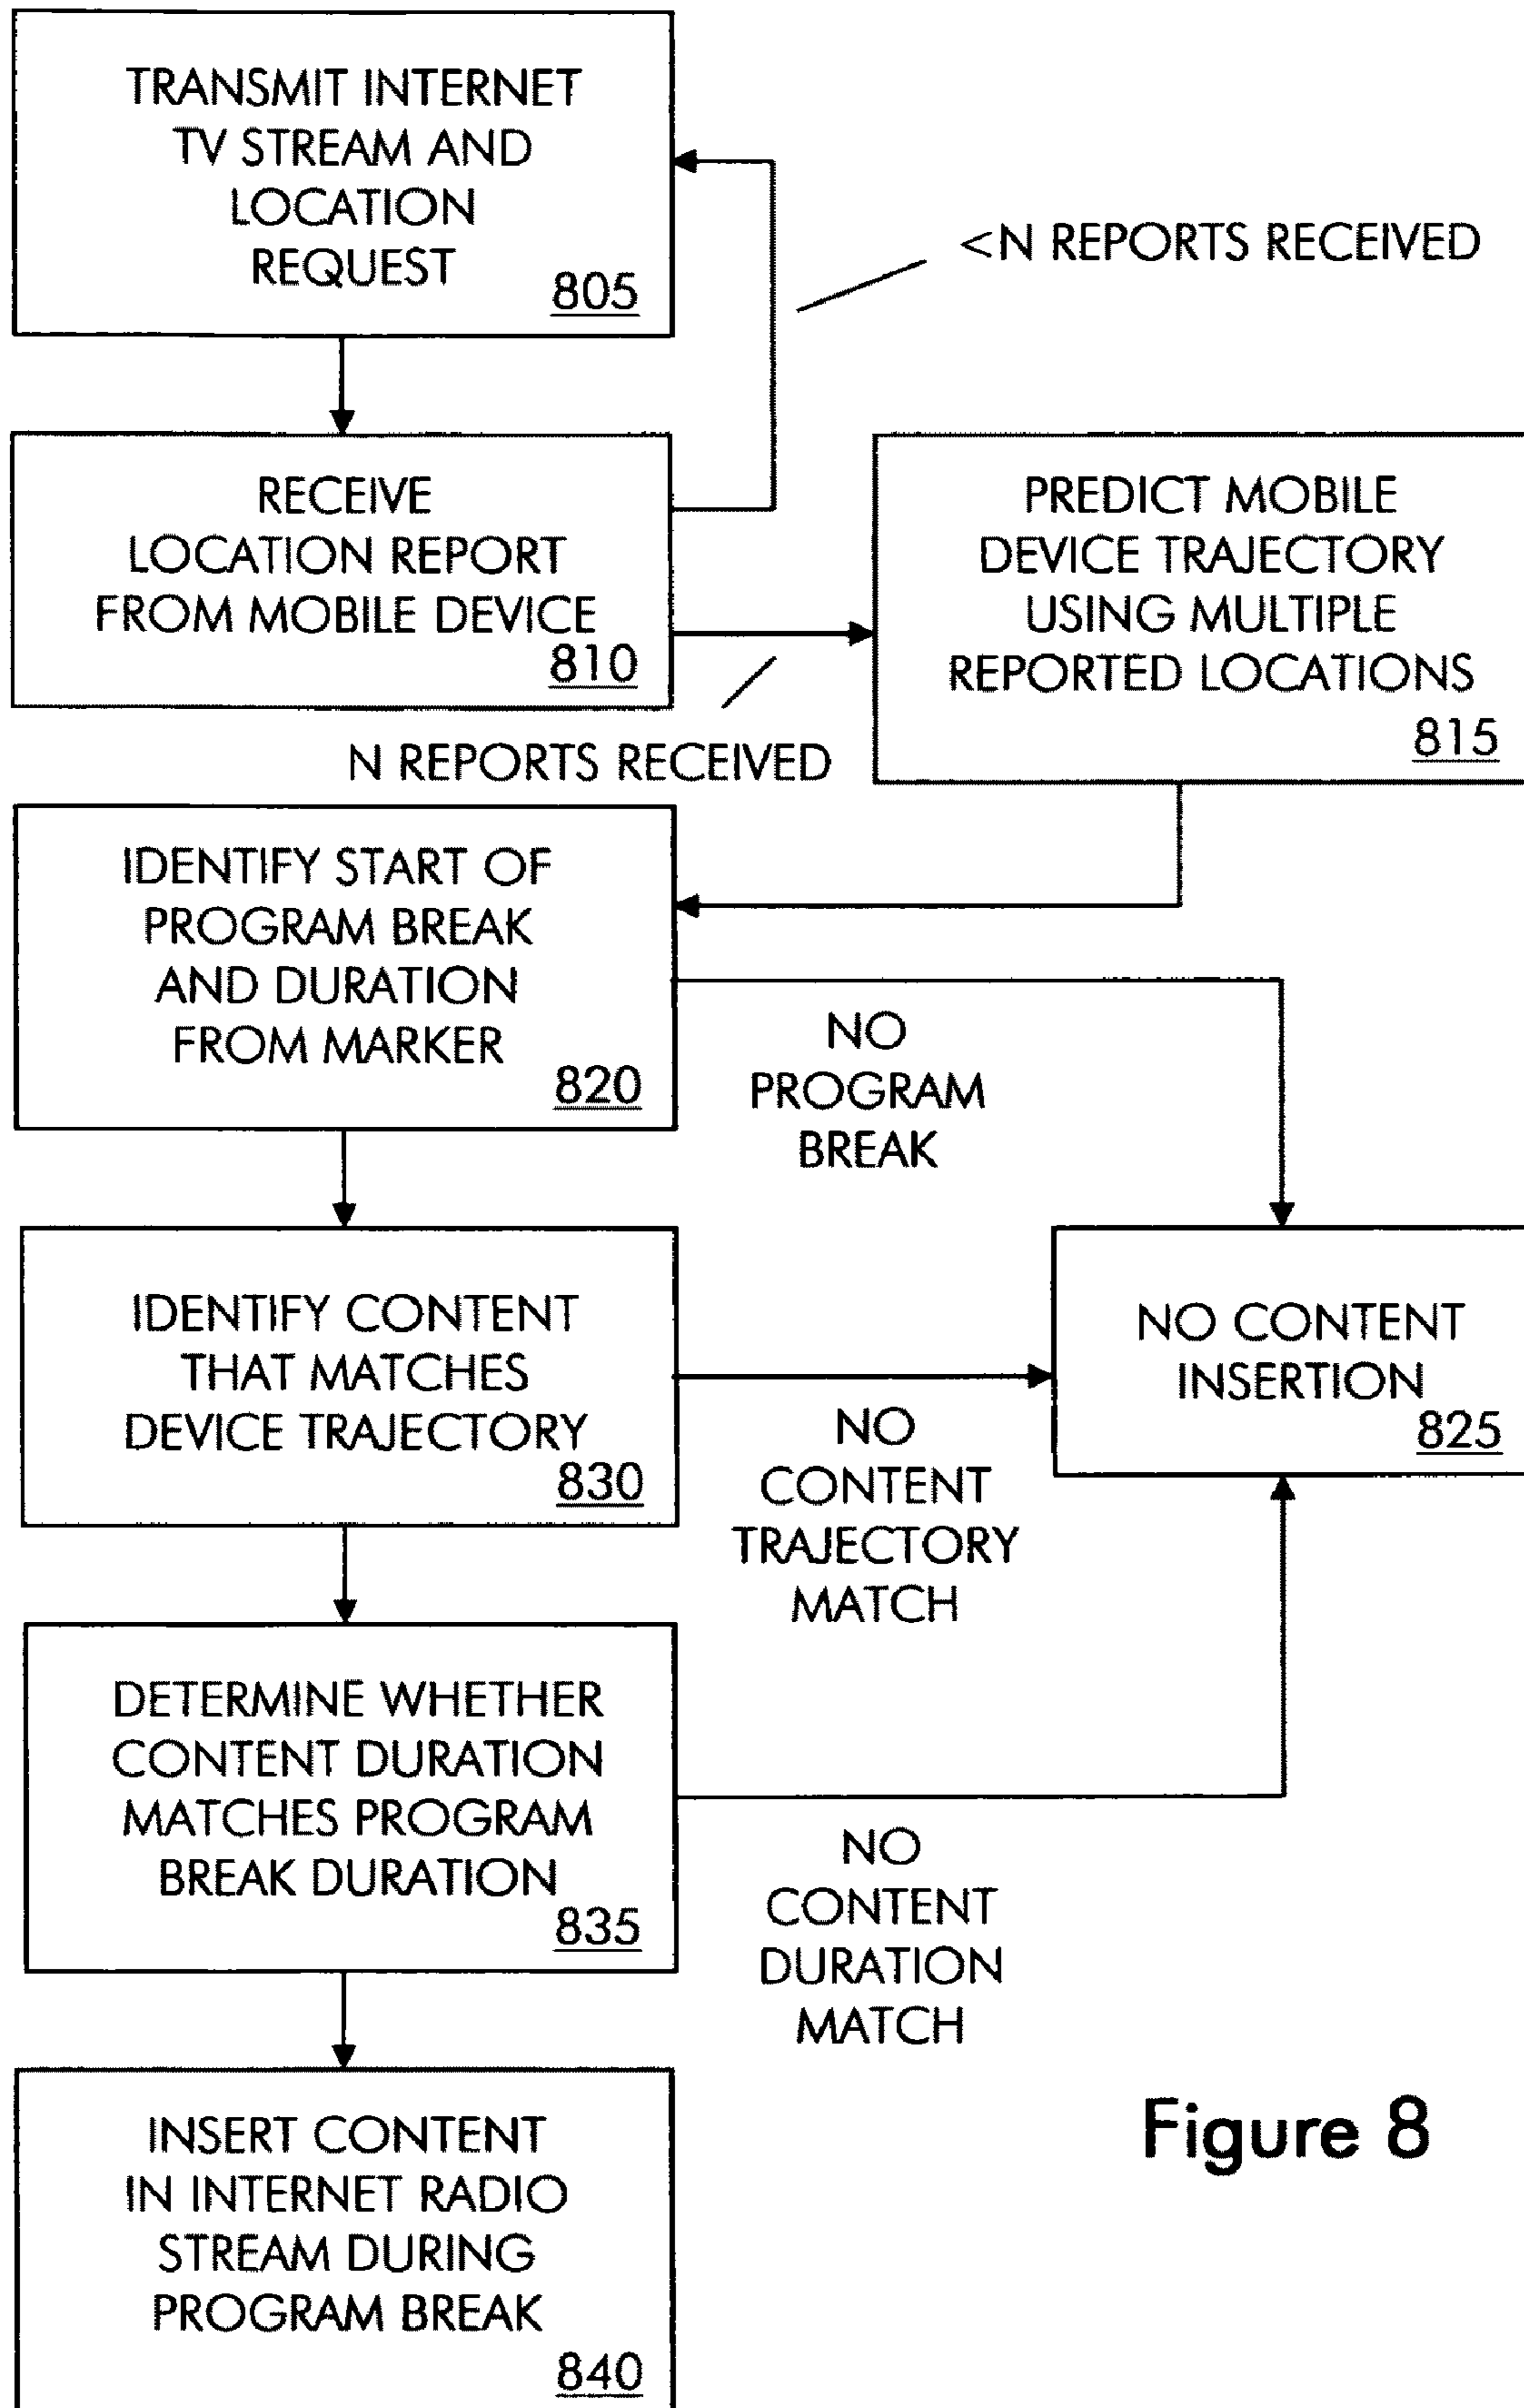 TRANSMIT INTERNET
TV STREAM AND
LOCATION
REQUEST
805
<N REPORTS RECEIVED
RECEIVE
LOCATION REPORT
FROM MOBILE DEVICE
810
N REPORTS RECEIVED
PREDICT MOBILE
DEVICE TRAJECTORY
USING MULTIPLE
REPORTED LOCATIONS
815
IDENTIFY START OF
PROGRAM BREAK
AND DURATION
FROM MARKER
820
NO
PROGRAM
BREAK
IDENTIFY CONTENT
THAT MATCHES
DEVICE TRAJECTORY
830
NO
CONTENT
TRAJECTORY
MATCH
NO CONTENT
INSERTION
825
DETERMINE WHETHER
CONTENT DURATION
MATCHES PROGRAM
BREAK DURATION
835
NO
CONTENT
DURATION
MATCH
INSERT CONTENT
IN INTERNET RADIO
STREAM DURING
PROGRAM BREAK
840
Figure 8